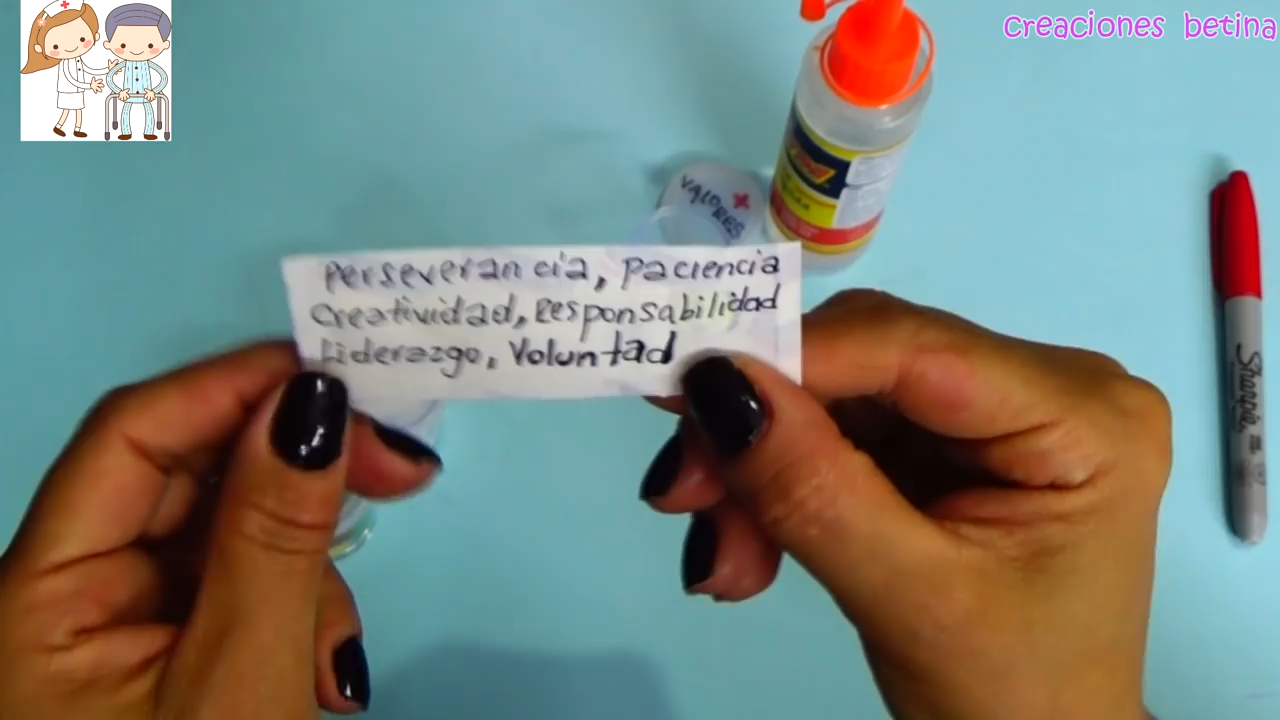 creaciones betina
VALORES
Perseverancia, Paciencia
Creatividad, Responsabilidad
Liderazgo, Voluntad
Sharpie